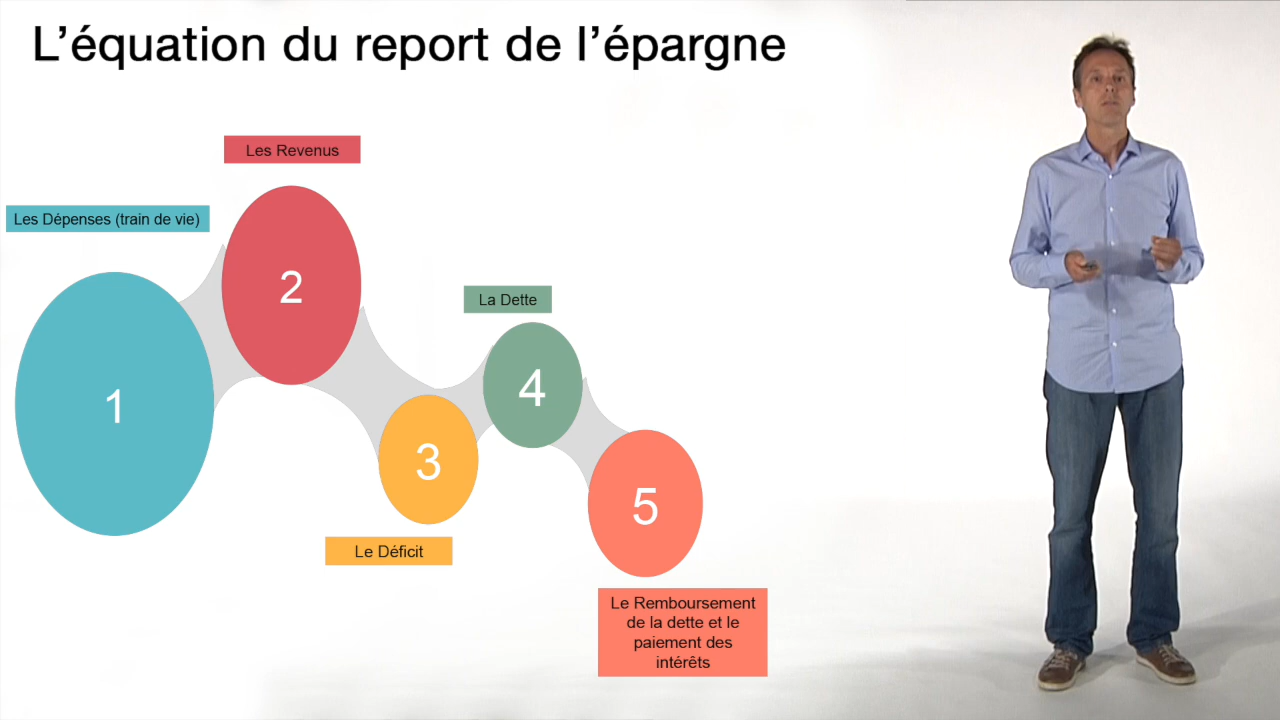 L’équation du report de l’épargne
Les Revenus
Les Dépenses (train de vie)
2
La Dette
1
4
3
5
Le Déficit
Le Remboursement
de la dette et le
paiement des
intérêts